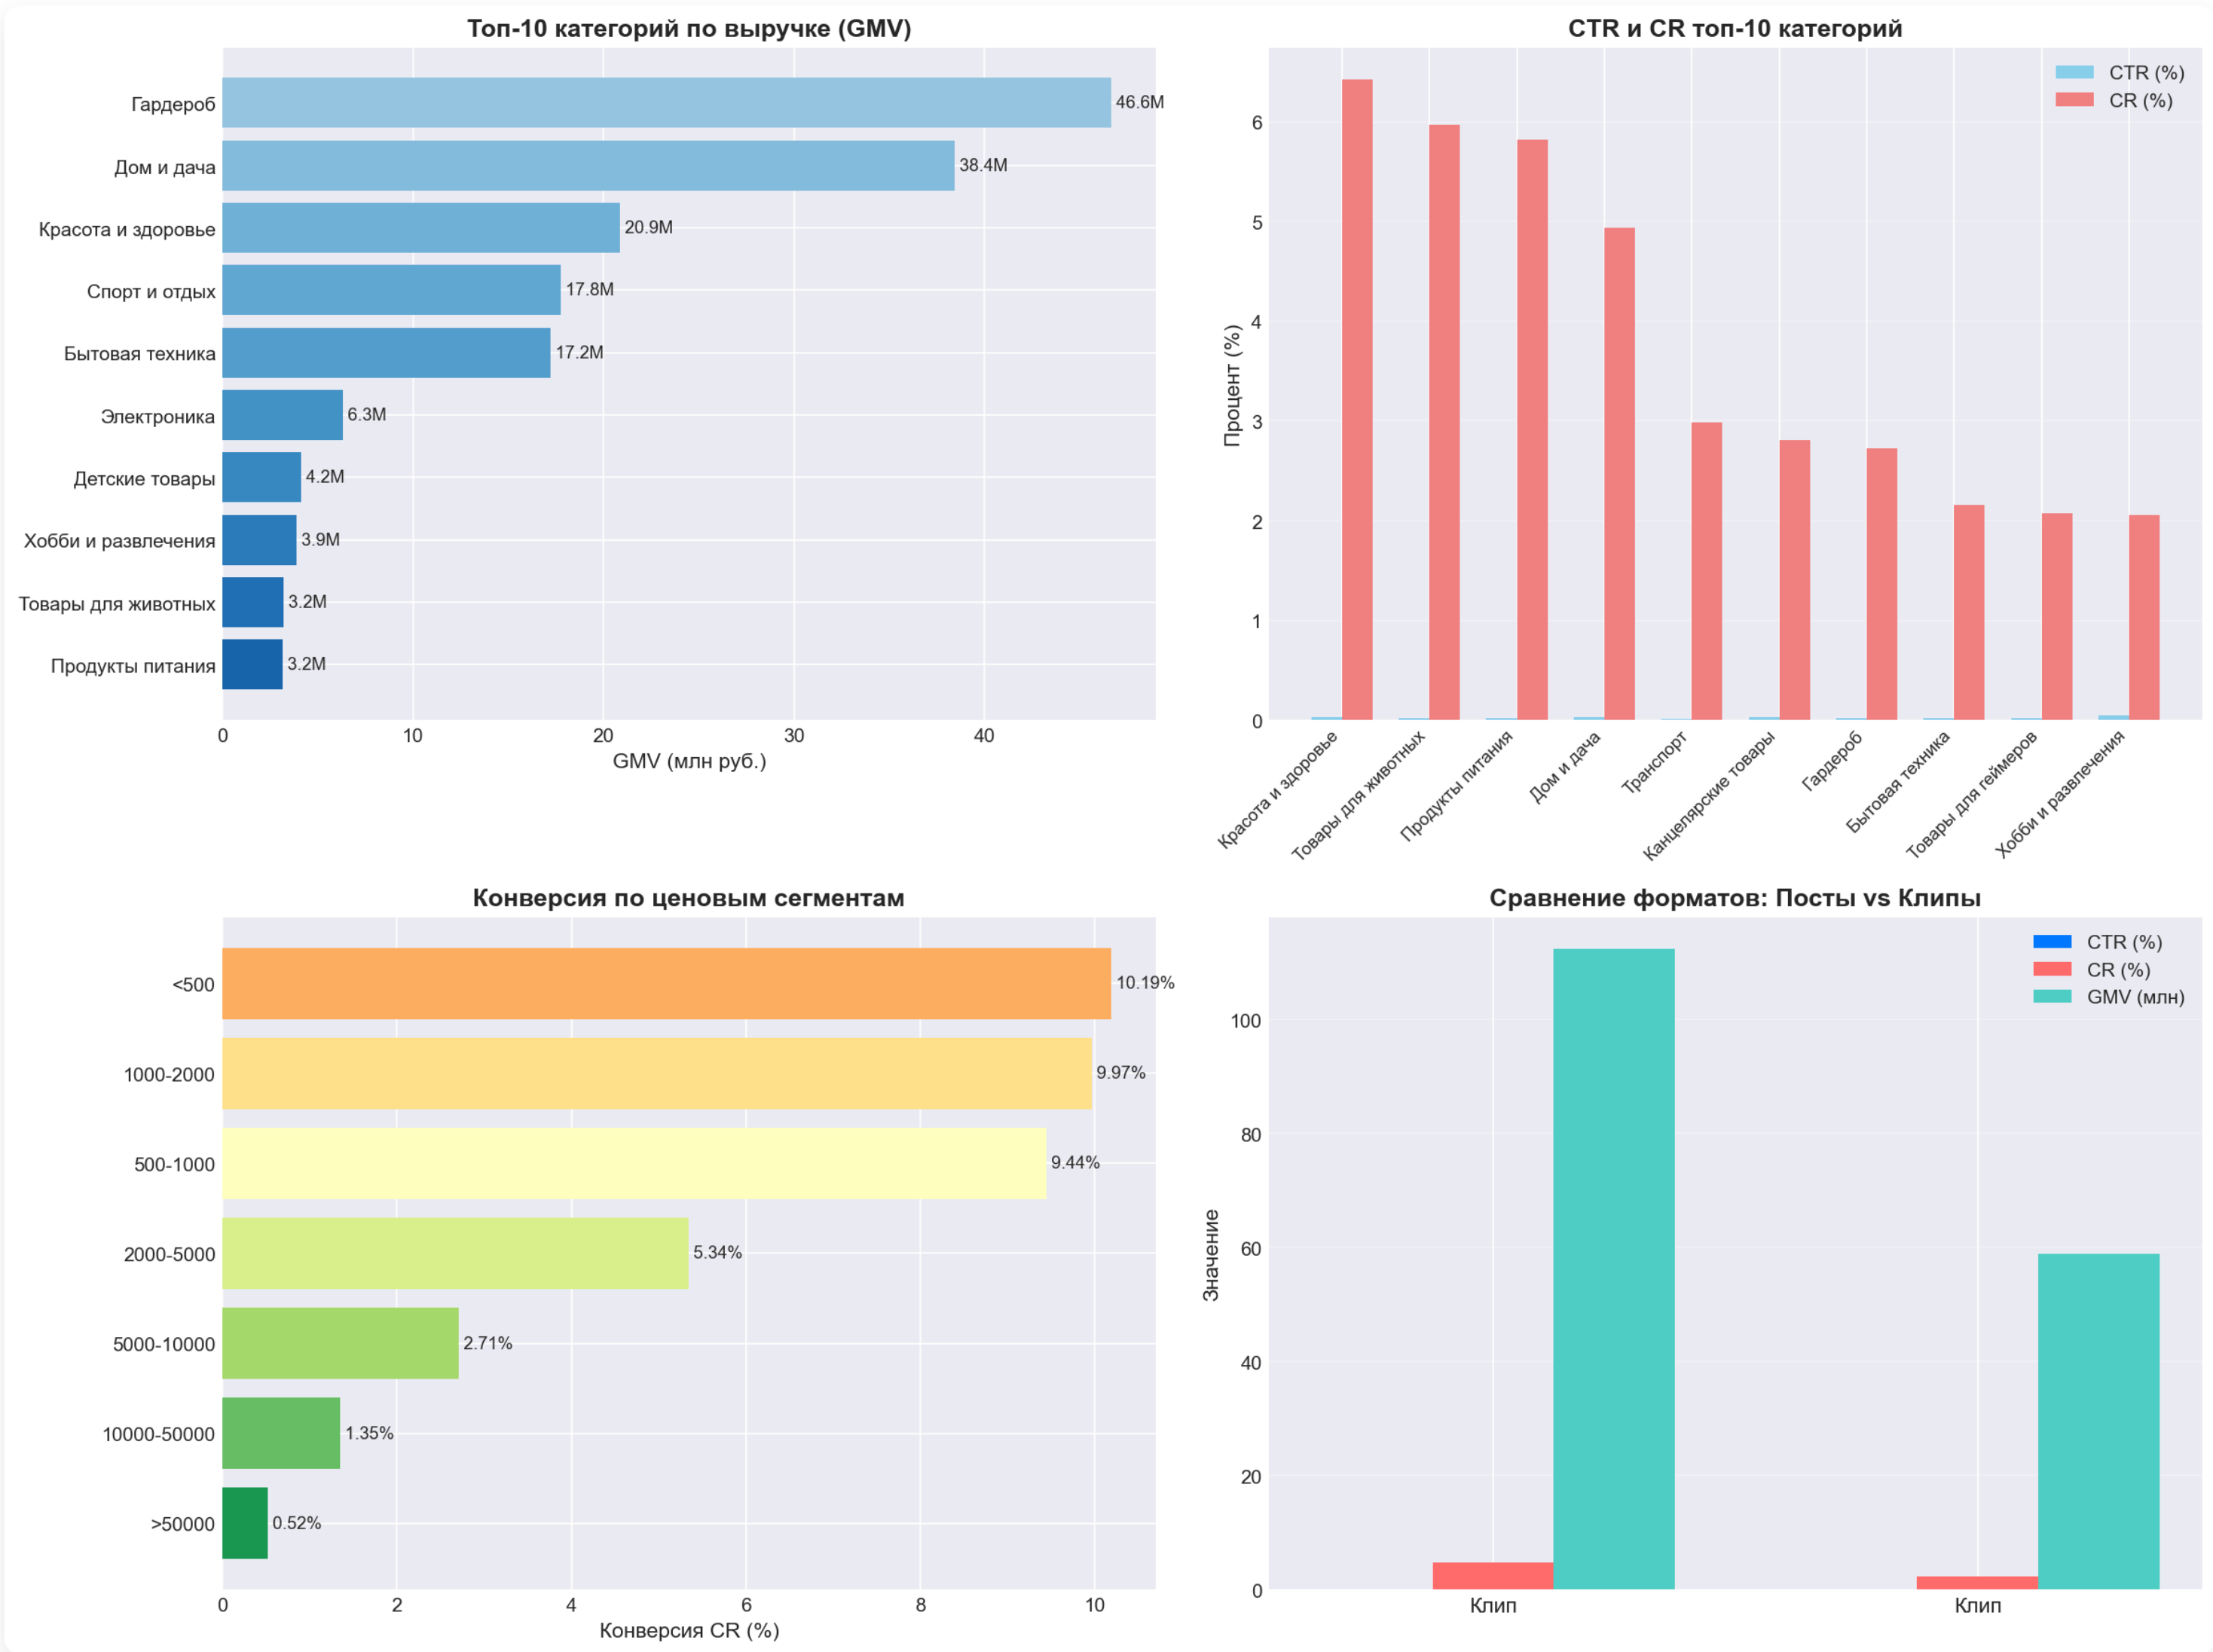 Топ-10 категорий по выручке (GMV)
Гардероб
46.6M
Дом и дача
38.4M
Красота и здоровье
20.9M
Спорт и отдых
17.8M
Бытовая техника
17.2M
Электроника
6.3M
Детские товары
4.2M
Хобби и развлечения
3.9M
Товары для животных
3.2M
Продукты питания
3.2M
0 10 20 30 40
GMV (млн руб.)
CTR и CR топ-10 категорий
CTR (%)
CR (%)
Процент (%)
6
5
4
3
2
1
0
Красота и здоровье
Товары для животных
Продукты питания
Дом и дача
Транспорт
Канцелярские товары
Гардероб
Бытовая техника
Товары для геймеров
Хобби и развлечения
Конверсия по ценовым сегментам
<500
10.19%
1000-2000
9.97%
500-1000
9.44%
2000-5000
5.34%
5000-10000
2.71%
10000-50000
1.35%
>50000
0.52%
0 2 4 6 8 10
Конверсия CR (%)
Сравнение форматов: Посты vs Клипы
CTR (%)
CR (%)
GMV (млн)
Значение
100
80
60
40
20
0
Клип Клип